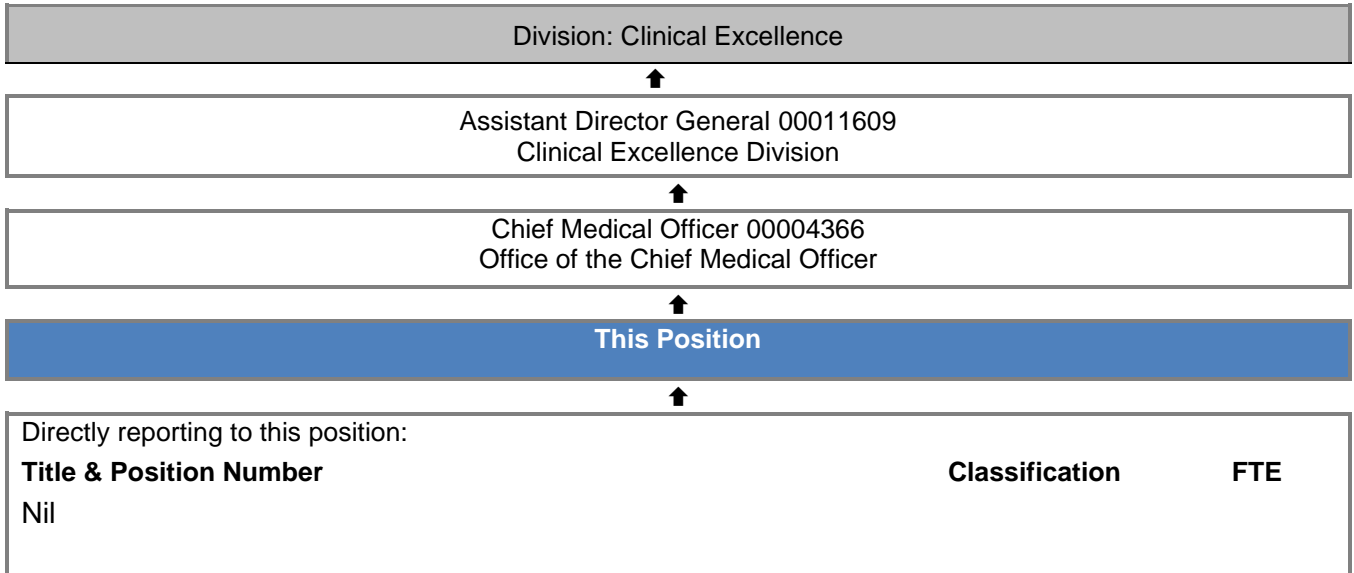 Division: Clinical Excellence
Assistant Director General 00011609
Clinical Excellence Division
Chief Medical Officer 00004366
Office of the Chief Medical Officer
This Position
Directly reporting to this position:
Title & Position Number Classification FTE
Nil